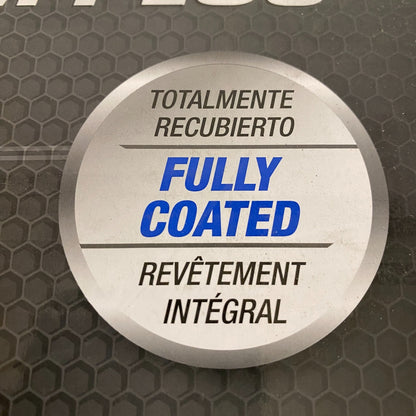 TOTALMENTE
RECUBIERTO
FULLY
COATED
REVÊTEMENT
INTÉGRAL